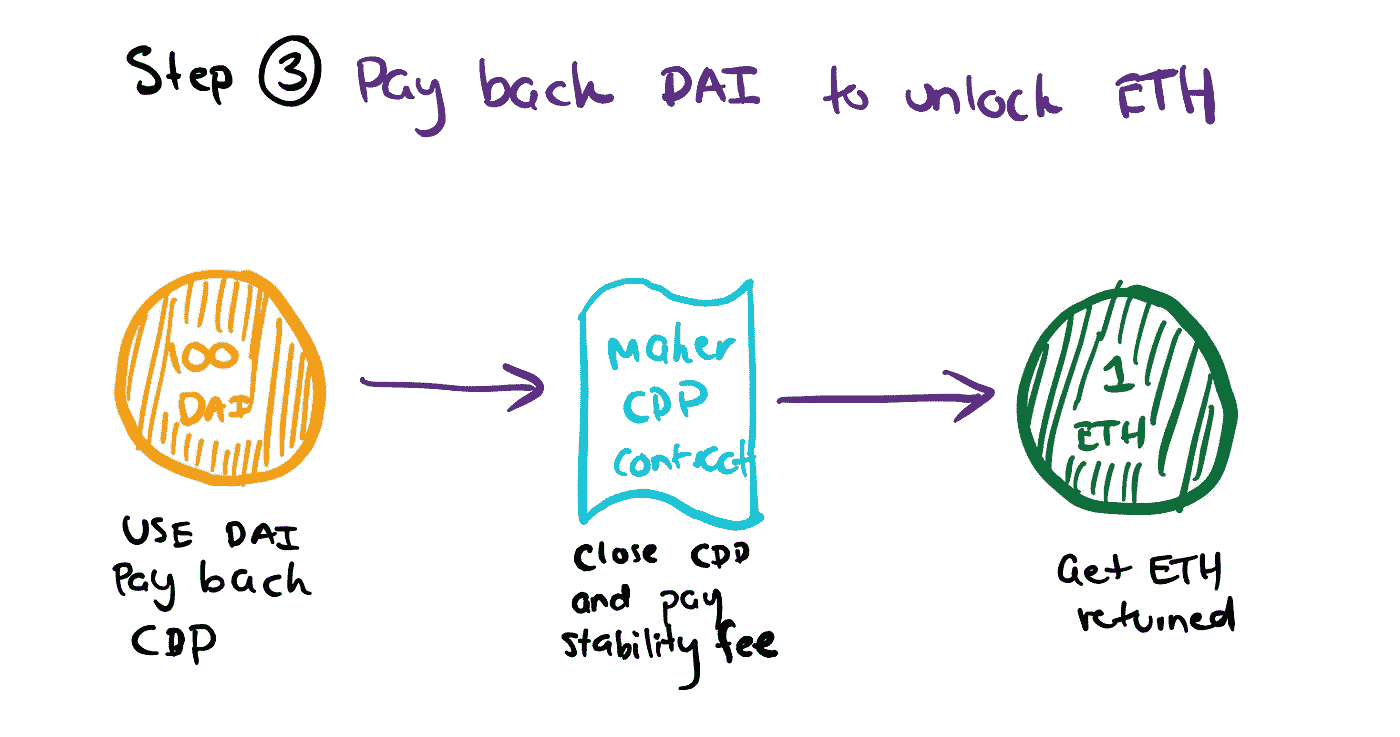 Step 3 Pay back DAI to unlock ETH
100
DAI
Maker
CDP
contract
1
ETH
USE DAI
Pay back
CDP
Close CDP
and pay
stability fee
Get ETH
returned